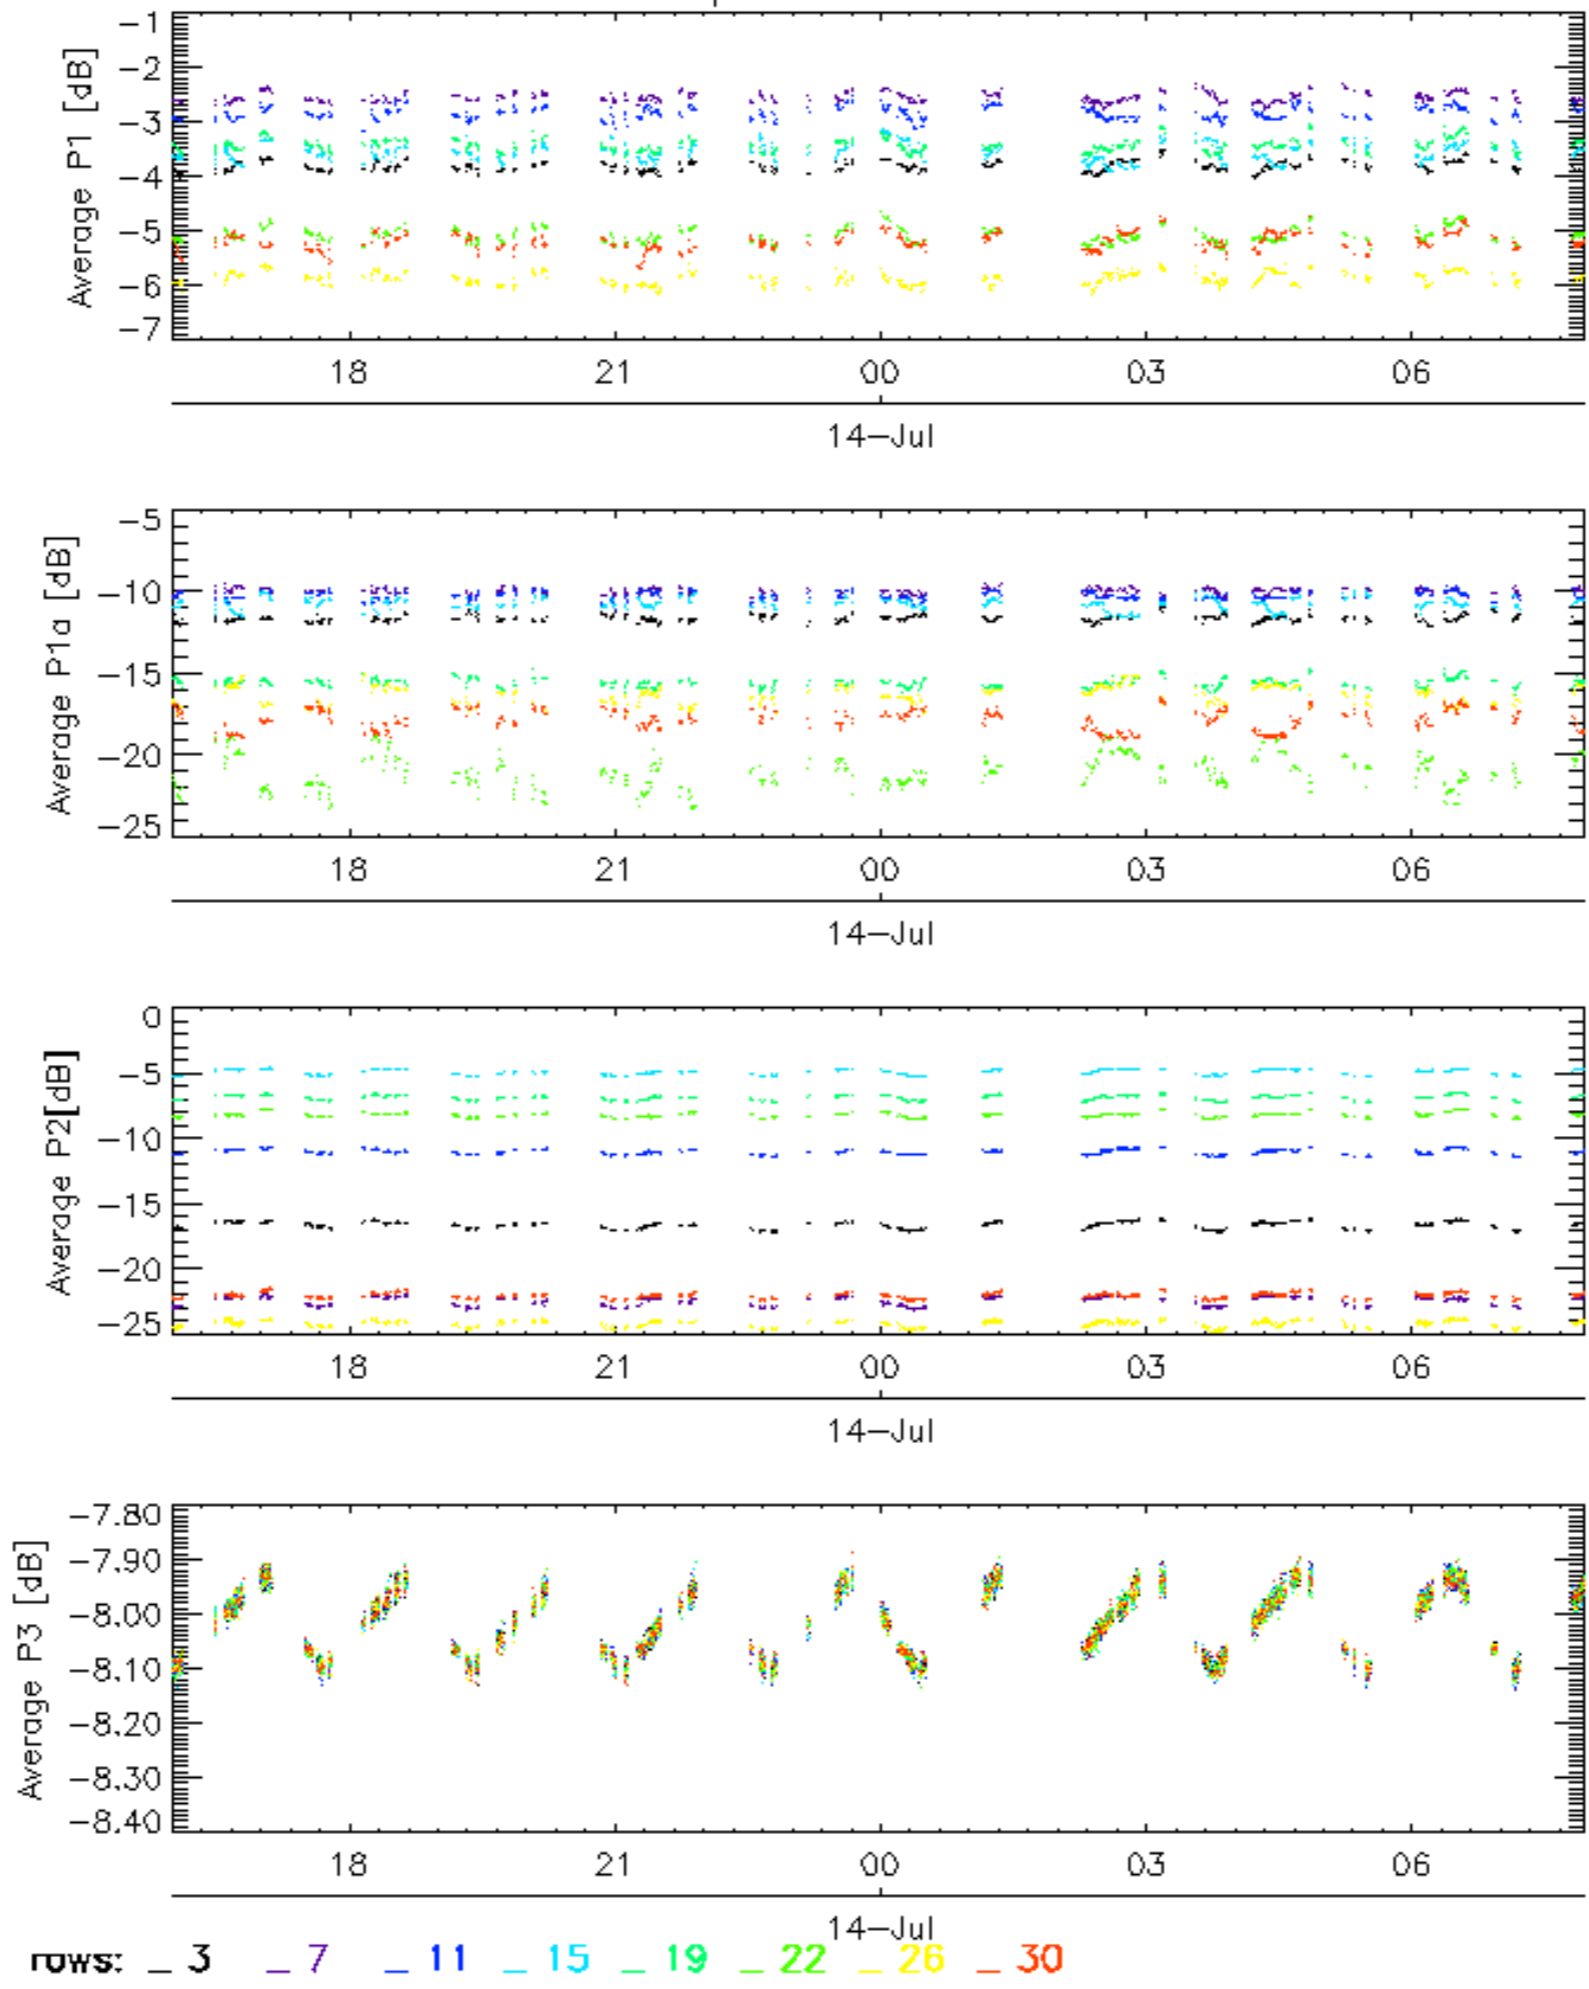 -1
-2
-3
-4
-5
-6
-7
Average P1 [dB]
18 21 00 03 06
14-Jul
-5
-10
-15
-20
-25
Average P1a [dB]
18 21 00 03 06
14-Jul
0
-5
-10
-15
-20
-25
Average P2[dB]
18 21 00 03 06
14-Jul
-7.80
-7.90
-8.00
-8.10
-8.20
-8.30
-8.40
Average P3 [dB]
18 21 00 03 06
14-Jul
rows: _ 3 _ 7 _ 11 _ 15 _ 19 _ 22 _ 26 _ 30